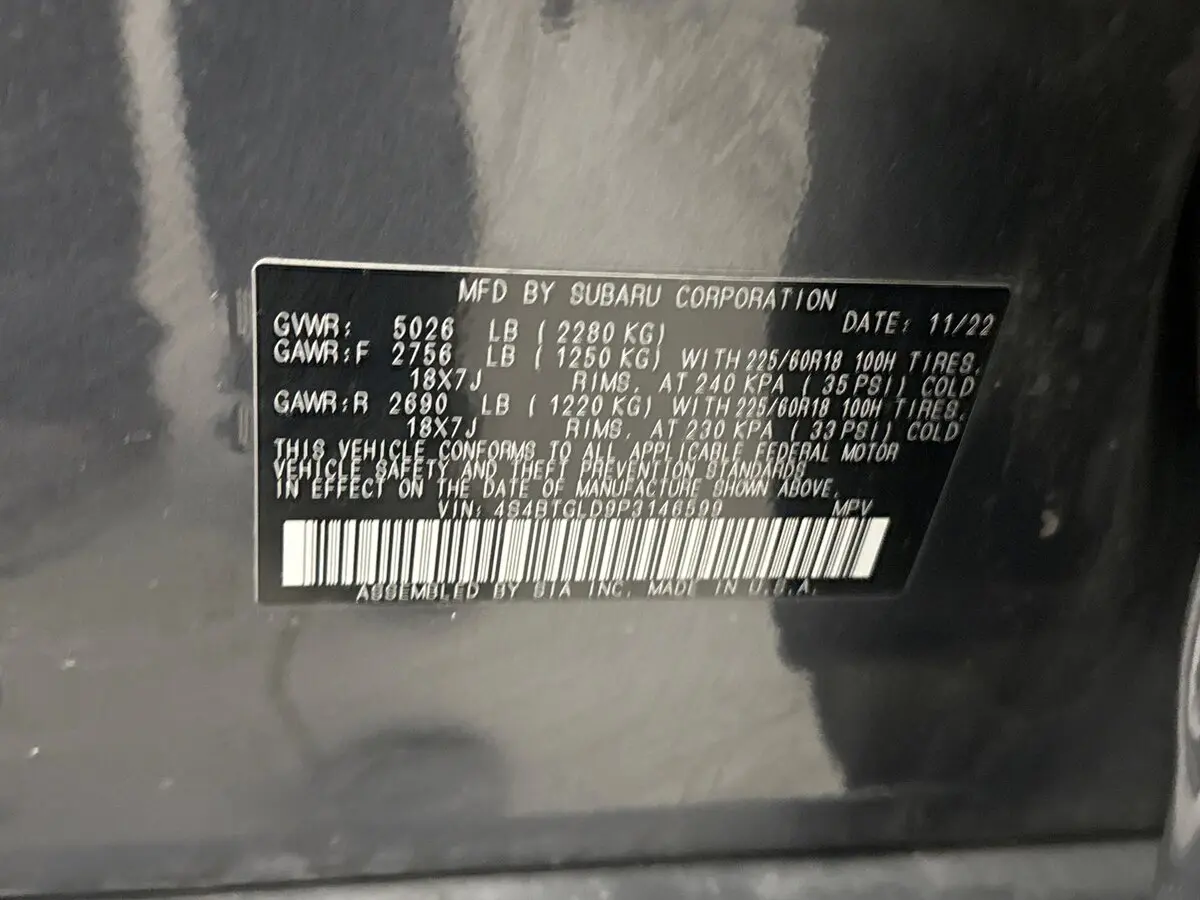 MFD BY SUBARU CORPORATION
GVWR: 5026 LB ( 2280 KG) DATE: 11/22
GAWR:F 2756 LB ( 1250 KG) WITH 225/60R18 100H TIRES,
18X7J RIMS, AT 240 KPA ( 35 PSI) COLD
GAWR:R 2690 LB ( 1220 KG) WITH 225/60R18 100H TIRES,
18X7J RIMS, AT 230 KPA ( 33 PSI) COLD
THIS VEHICLE CONFORMS TO ALL APPLICABLE FEDERAL MOTOR
VEHICLE SAFETY AND THEFT PREVENTION STANDARDS
IN EFFECT ON THE DATE OF MANUFACTURE SHOWN ABOVE.
VIN: 4S4BTGLD9P3146599 MPV
ASSEMBLED BY SIA INC. MADE IN U.S.A.